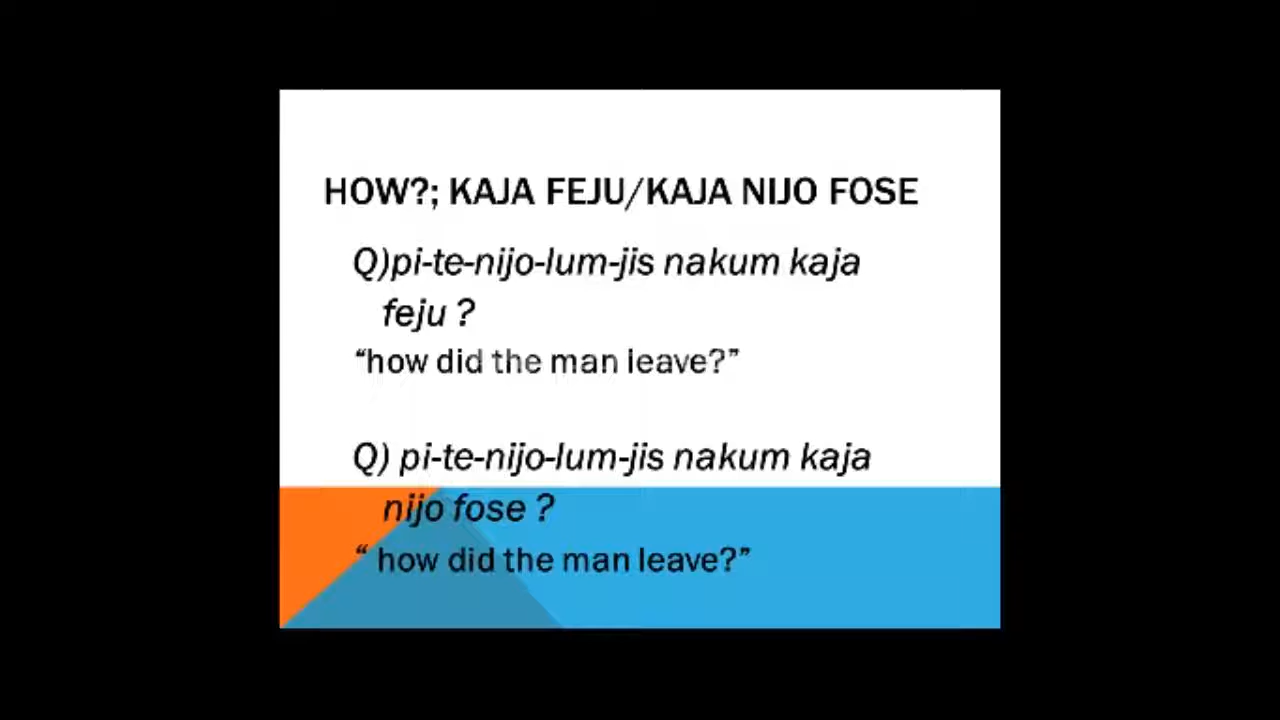 HOW?; KAJA FEJU/KAJA NIJO FOSE
Q)pi-te-nijo-lum-jis nakum kaja
feju ?
“how did the man leave?”
Q) pi-te-nijo-lum-jis nakum kaja
nijo fose ?
“ how did the man leave?”